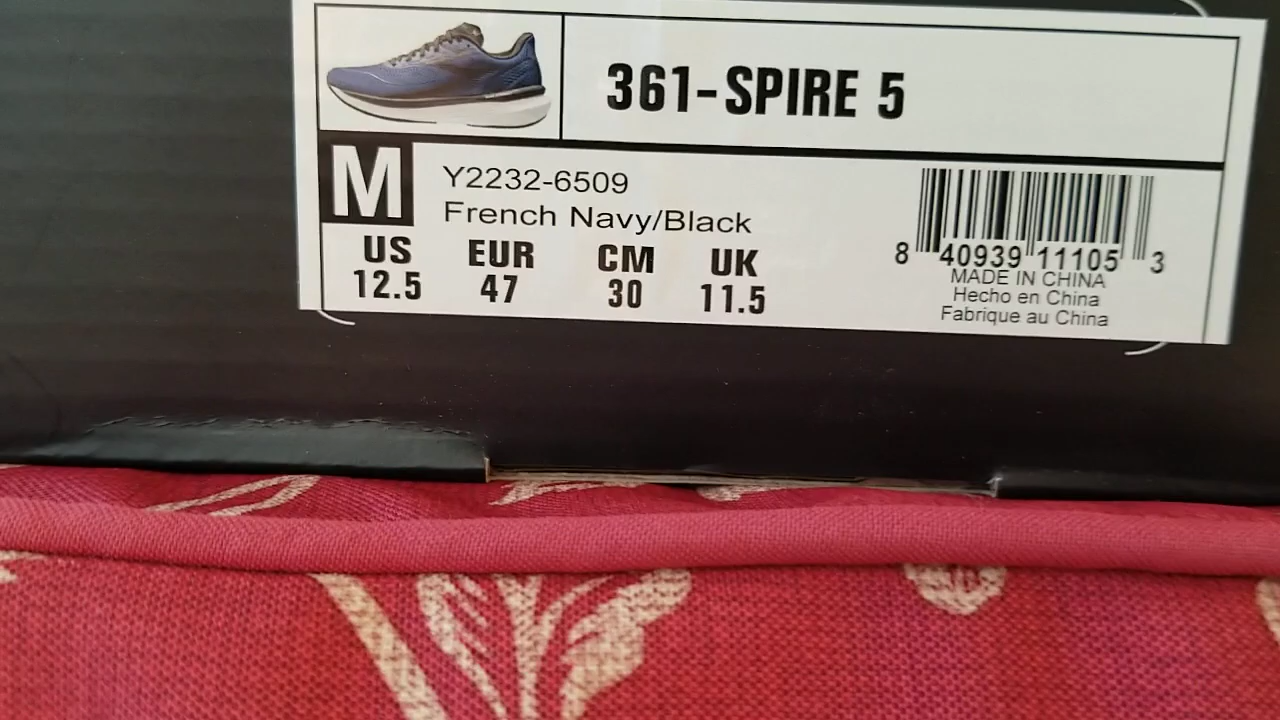 361-SPIRE 5
M
Y2232-6509
French Navy/Black
US EUR CM UK
12.5 47 30 11.5
8 40939 11105 3
MADE IN CHINA
Hecho en China
Fabrique au China